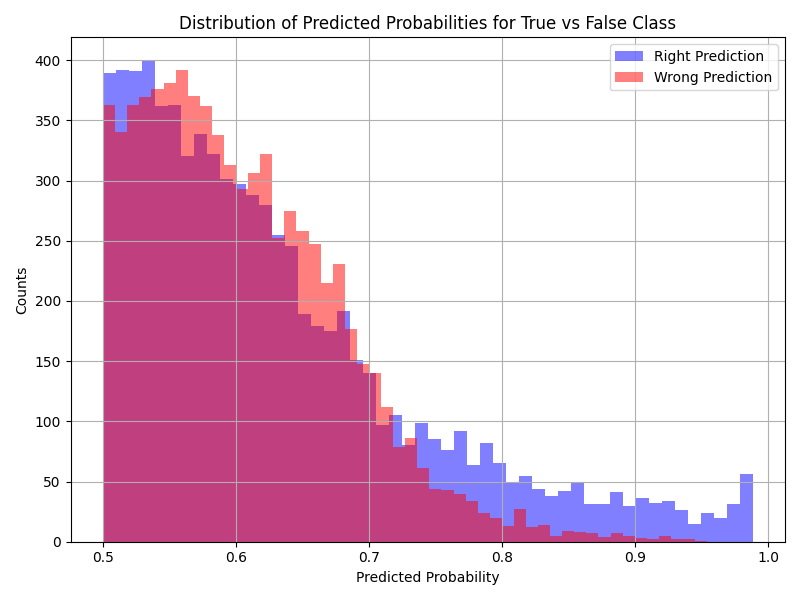 Distribution of Predicted Probabilities for True vs False Class
Right Prediction
Wrong Prediction
400
350
300
250
200
150
100
50
0
Counts
0.5 0.6 0.7 0.8 0.9 1.0
Predicted Probability